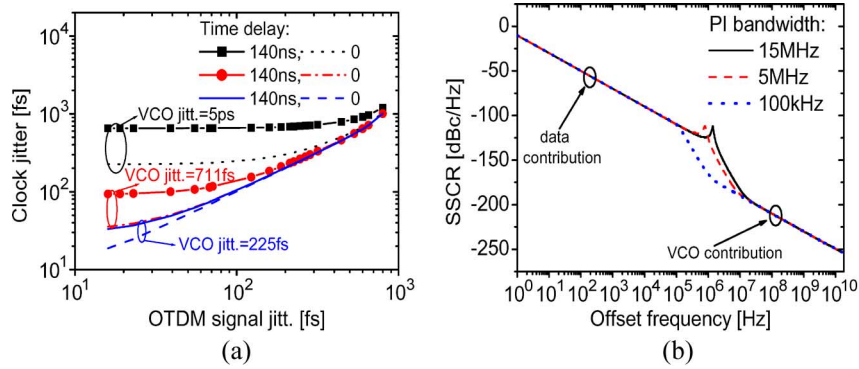 Time delay:
140ns, 0
140ns, 0
140ns, 0
VCO jitt.=5ps
VCO jitt.=711fs
VCO jitt.=225fs
Clock jitter [fs]
10⁴
10³
10²
10¹
10¹ 10² 10³
OTDM signal jitt. [fs]
(a)
PI bandwidth:
15MHz
5MHz
100kHz
data
contribution
VCO contribution
SSCR [dBc/Hz]
0
-50
-100
-150
-200
-250
10⁰ 10¹ 10² 10³ 10⁴ 10⁵ 10⁶ 10⁷ 10⁸ 10⁹ 10¹⁰
Offset frequency [Hz]
(b)